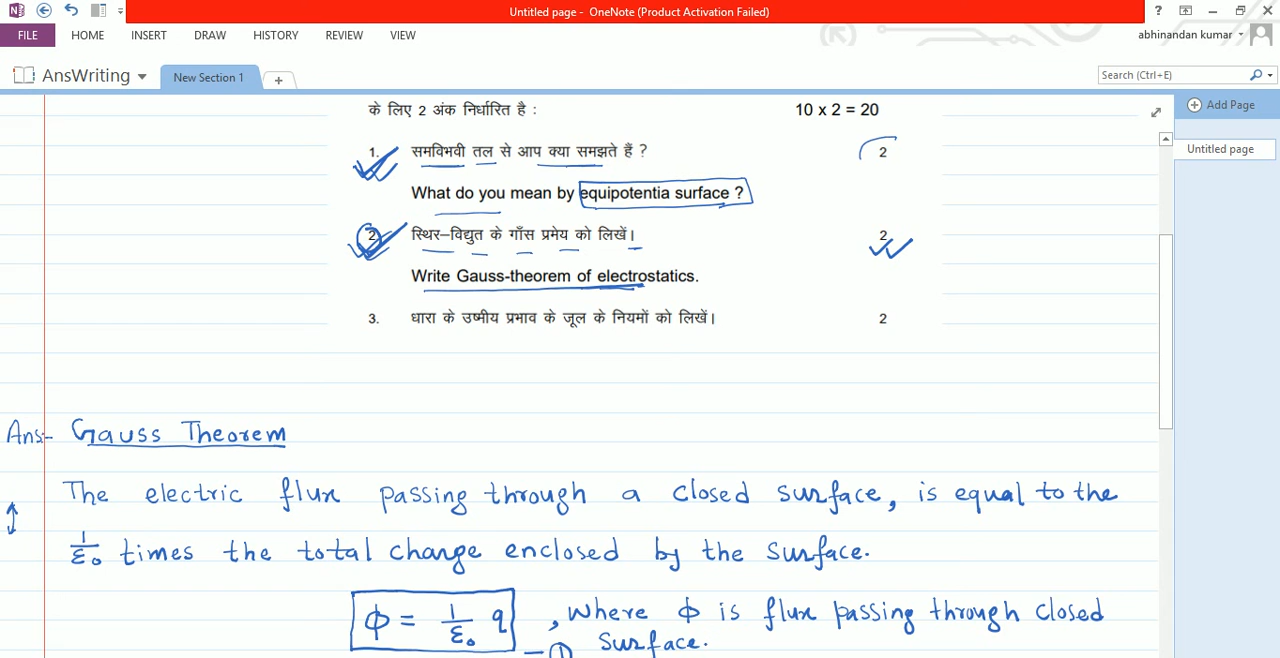 Untitled page - OneNote (Product Activation Failed)
FILE HOME INSERT DRAW HISTORY REVIEW VIEW
abhinandan kumar
AnsWriting New Section 1 +
Search (Ctrl+E)
Add Page
Untitled page
के लिए 2 अंक निर्धारित है : 10 x 2 = 20
1. समविभवी तल से आप क्या समझते हैं ? 2
What do you mean by equipotentia surface ?
2. स्थिर–विद्युत के गाँस प्रमेय को लिखें। 2
Write Gauss-theorem of electrostatics.
3. धारा के उष्मीय प्रभाव के जूल के नियमों को लिखें। 2
Ans:- Gauss Theorem
The electric flux passing through a closed surface, is equal to the
1/ε₀ times the total charge enclosed by the surface.
ϕ = 1/ε₀ q , where ϕ is flux passing through closed
surface.
— ①